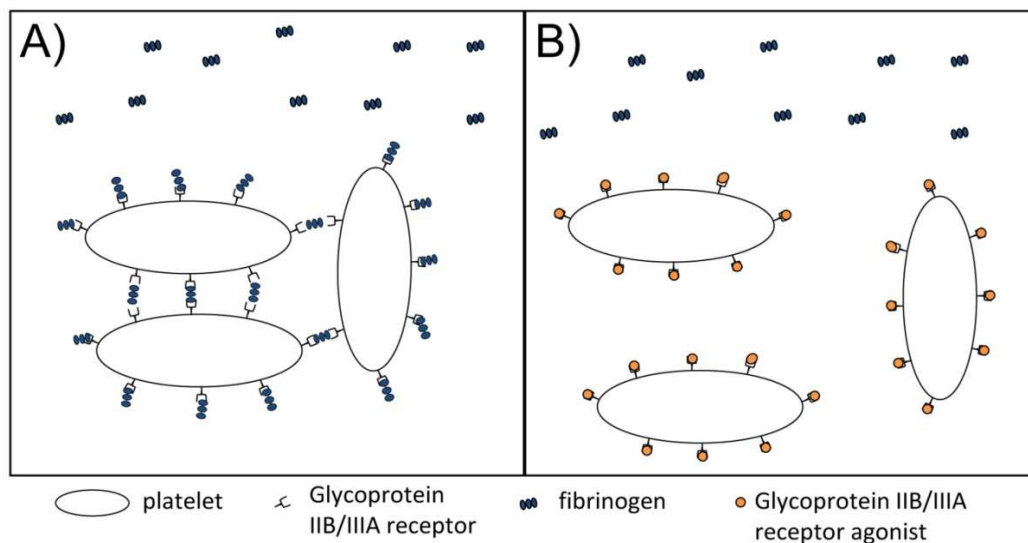 A)
B)
platelet
Glycoprotein
IIB/IIIA receptor
fibrinogen
Glycoprotein IIB/IIIA
receptor agonist